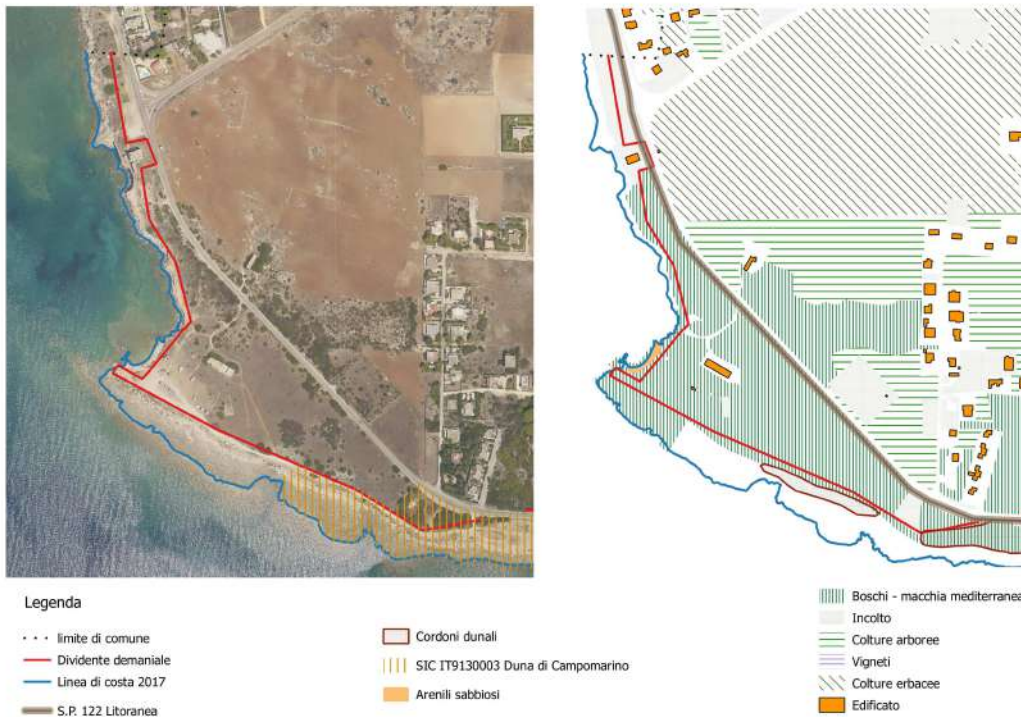 Legenda
limite di comune
Dividente demaniale
Linea di costa 2017
S.P. 122 Litoranea
Cordoni dunali
SIC IT9130003 Duna di Campomarino
Arenili sabbiosi
Boschi - macchia mediterranea
Incolto
Colture arboree
Vigneti
Colture erbacee
Edificato